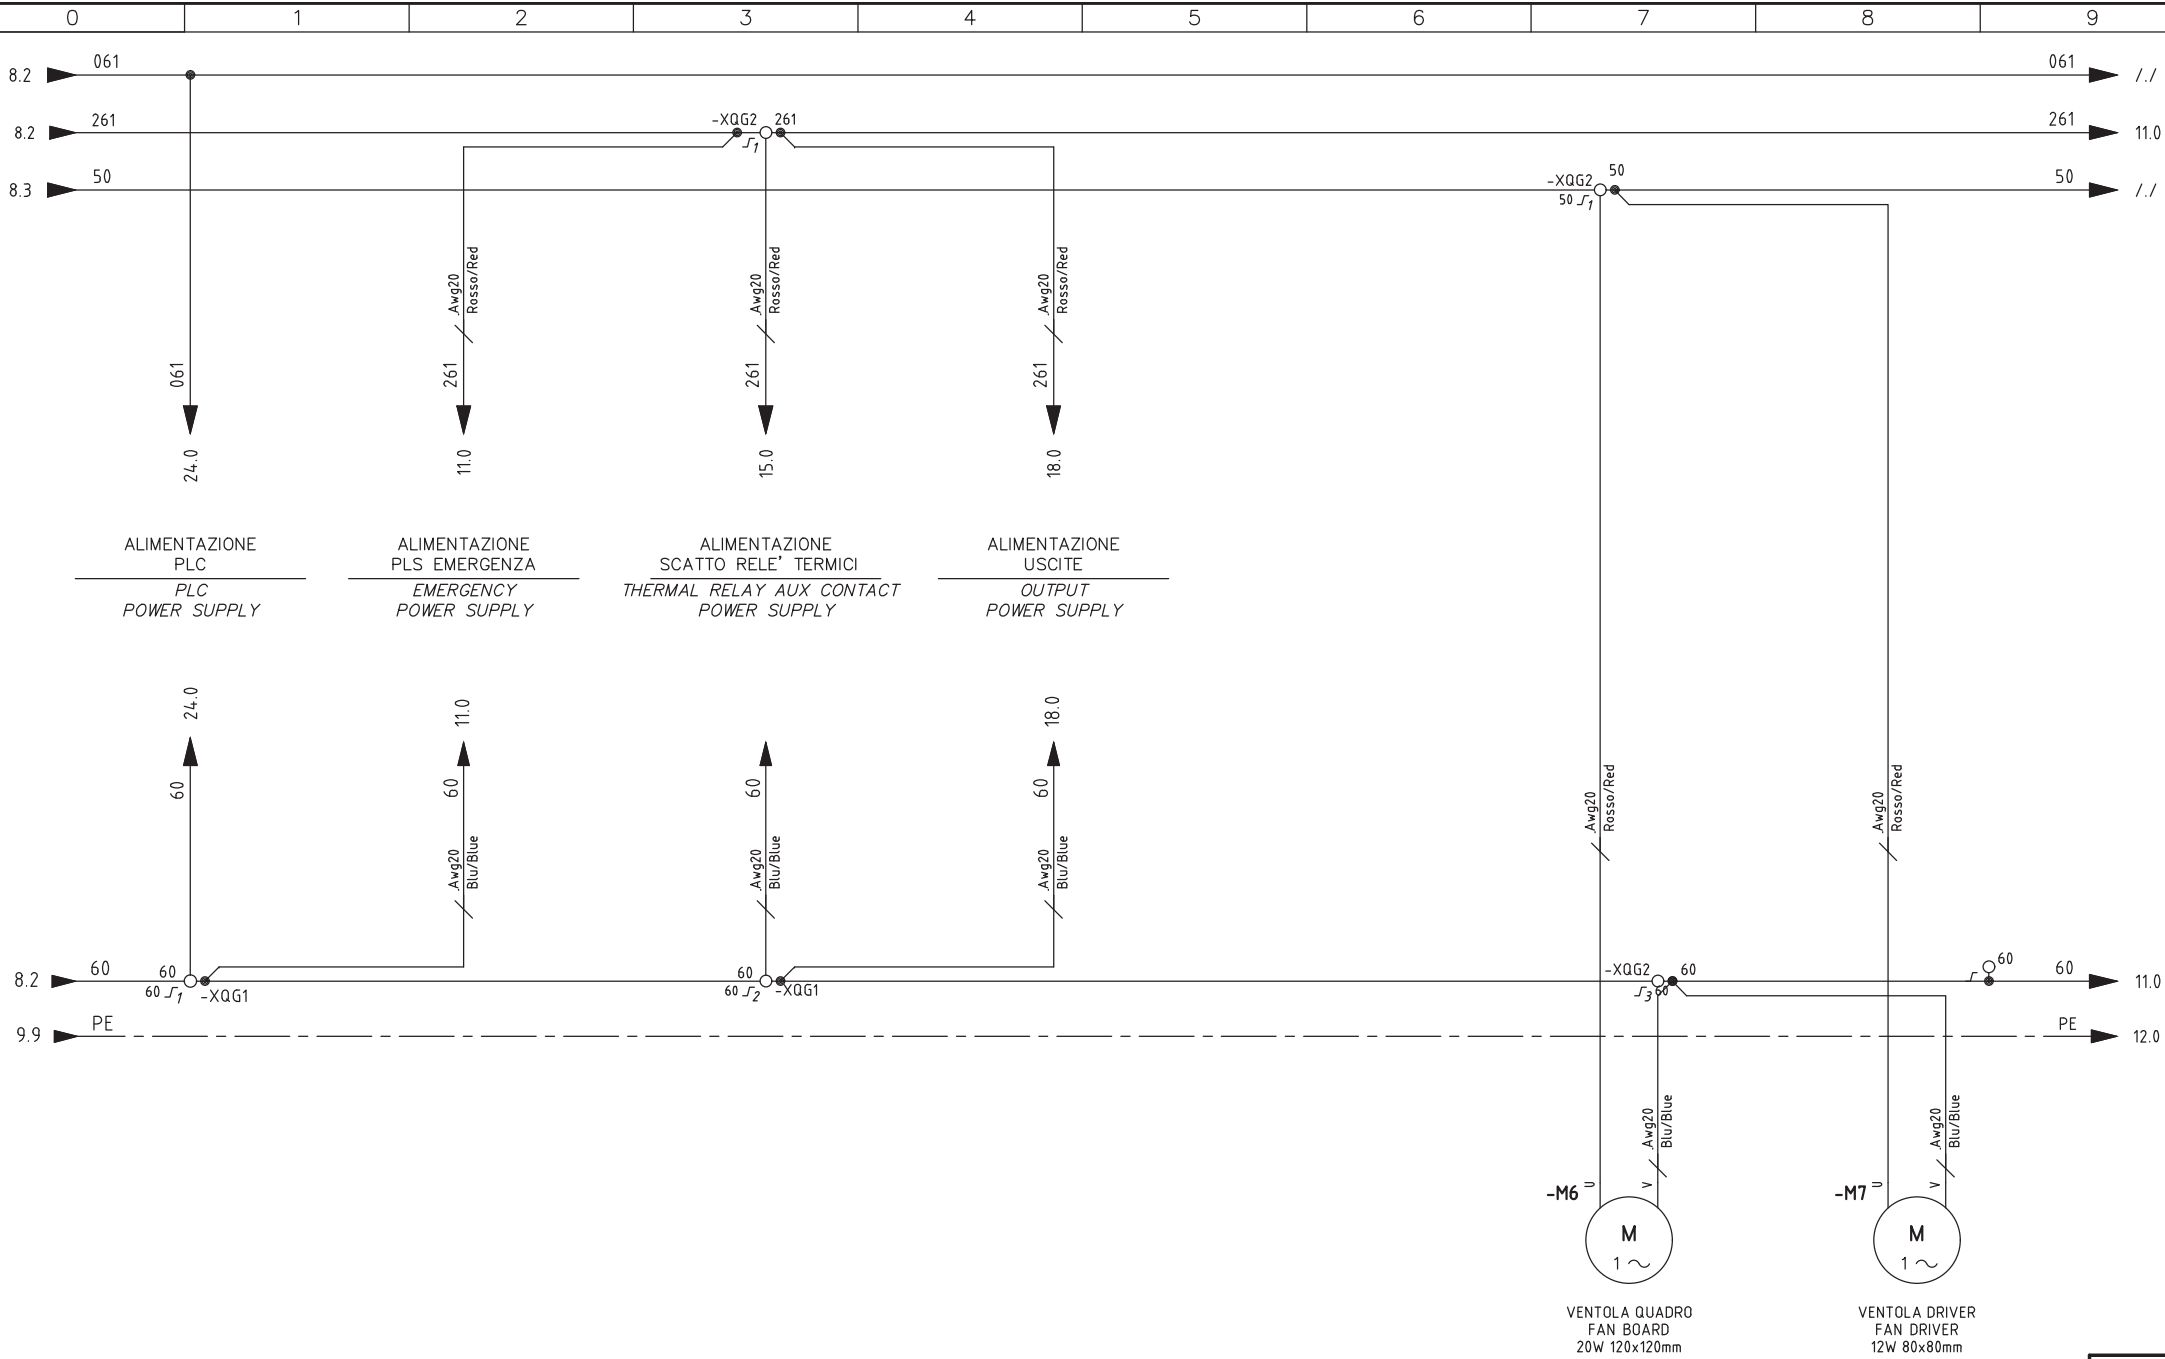 0 1 2 3 4 5 6 7 8 9
8.2 061 061 /./
8.2 261 -XQG2 261 261 11.0
1
8.3 50 -XQG2 50 50 /./
50 1
Awg20 Rosso/Red
Awg20 Rosso/Red
Awg20 Rosso/Red
061 261 261 261
24.0 11.0 15.0 18.0
ALIMENTAZIONE
PLC
PLC
POWER SUPPLY
ALIMENTAZIONE
PLS EMERGENZA
EMERGENCY
POWER SUPPLY
ALIMENTAZIONE
SCATTO RELE' TERMICI
THERMAL RELAY AUX CONTACT
POWER SUPPLY
ALIMENTAZIONE
USCITE
OUTPUT
POWER SUPPLY
24.0 11.0 18.0
60 60 60 60
Awg20 Blu/Blue
Awg20 Blu/Blue
Awg20 Blu/Blue
Awg20 Rosso/Red
Awg20 Rosso/Red
8.2 60 60 60 -XQG2 60 60 60 11.0
60 1 -XQG1 60 2 -XQG1 3 60
9.9 PE PE 12.0
Awg20 Blu/Blue
Awg20 Blu/Blue
-M6 U V -M7 U V
M M
1 ~ 1 ~
VENTOLA QUADRO
FAN BOARD
20W 120x120mm
VENTOLA DRIVER
FAN DRIVER
12W 80x80mm